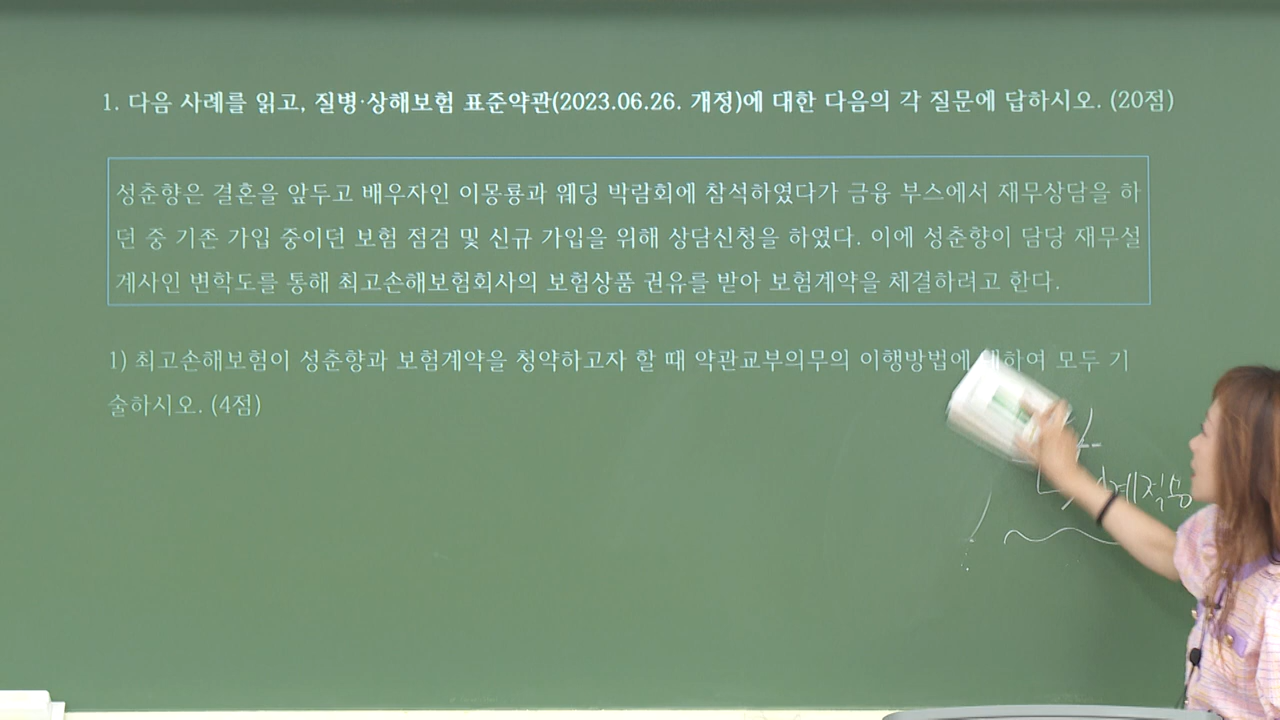 1. 다음 사례를 읽고, 질병·상해보험 표준약관(2023.06.26. 개정)에 대한 다음의 각 질문에 답하시오. (20점)
성춘향은 결혼을 앞두고 배우자인 이몽룡과 웨딩 박람회에 참석하였다가 금융 부스에서 재무상담을 하
던 중 기존 가입 중이던 보험 점검 및 신규 가입을 위해 상담신청을 하였다. 이에 성춘향이 담당 재무설
계사인 변학도를 통해 최고손해보험회사의 보험상품 권유를 받아 보험계약을 체결하려고 한다.
1) 최고손해보험이 성춘향과 보험계약을 청약하고자 할 때 약관교부의무의 이행방법에 대하여 모두 기
술하시오. (4점)